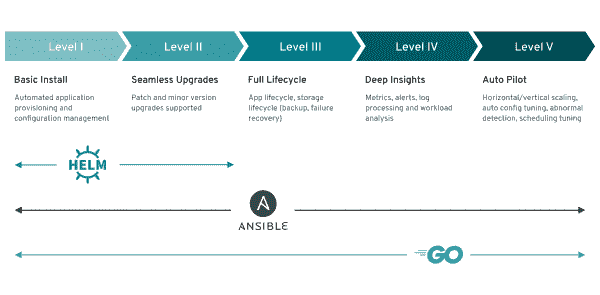 Level I
Level II
Level III
Level IV
Level V
Basic Install
Automated application
provisioning and
configuration management
Seamless Upgrades
Patch and minor version
upgrades supported
Full Lifecycle
App lifecycle, storage
lifecycle (backup, failure
recovery)
Deep Insights
Metrics, alerts, log
processing and workload
analysis
Auto Pilot
Horizontal/vertical scaling,
auto config tuning, abnormal
detection, scheduling tuning
HELM
A
ANSIBLE
GO